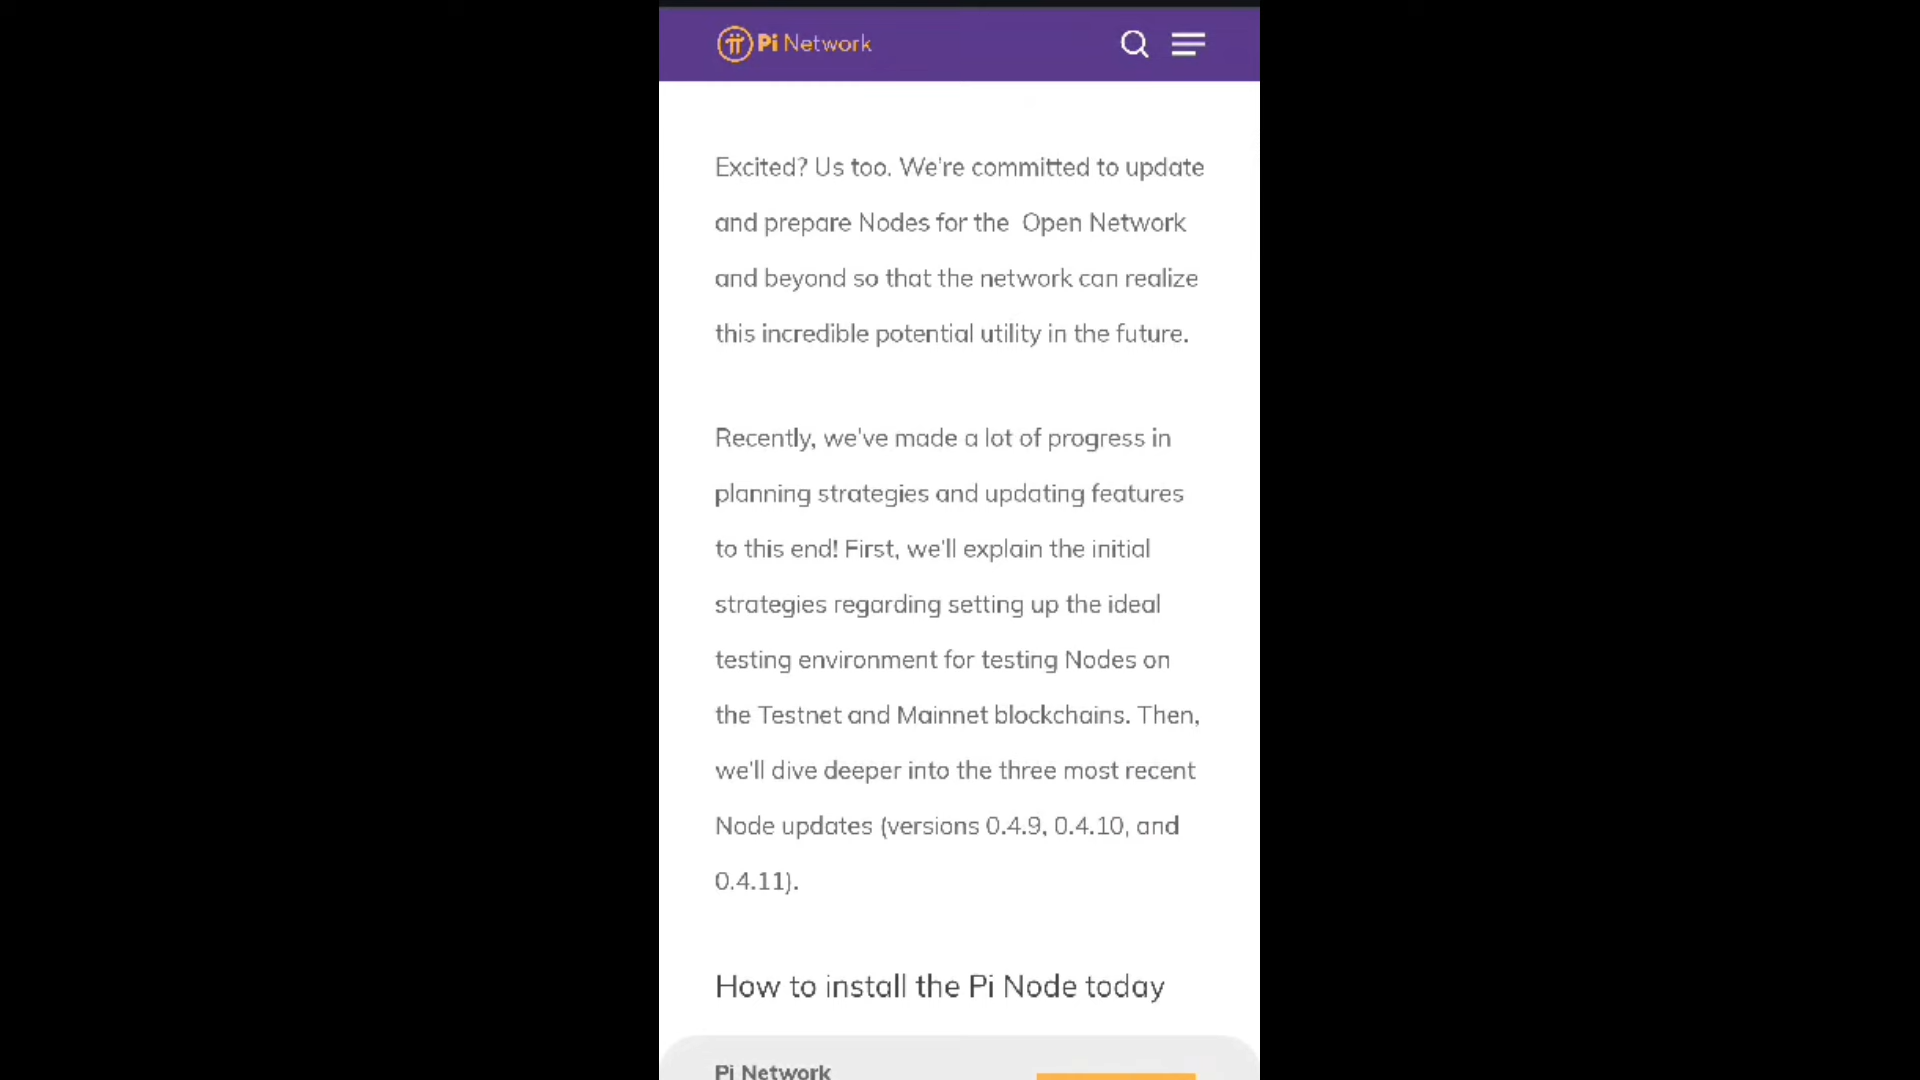 Pi Network
Excited? Us too. We're committed to update
and prepare Nodes for the Open Network
and beyond so that the network can realize
this incredible potential utility in the future.
Recently, we've made a lot of progress in
planning strategies and updating features
to this end! First, we'll explain the initial
strategies regarding setting up the ideal
testing environment for testing Nodes on
the Testnet and Mainnet blockchains. Then,
we'll dive deeper into the three most recent
Node updates (versions 0.4.9, 0.4.10, and
0.4.11).
How to install the Pi Node today
Pi Network